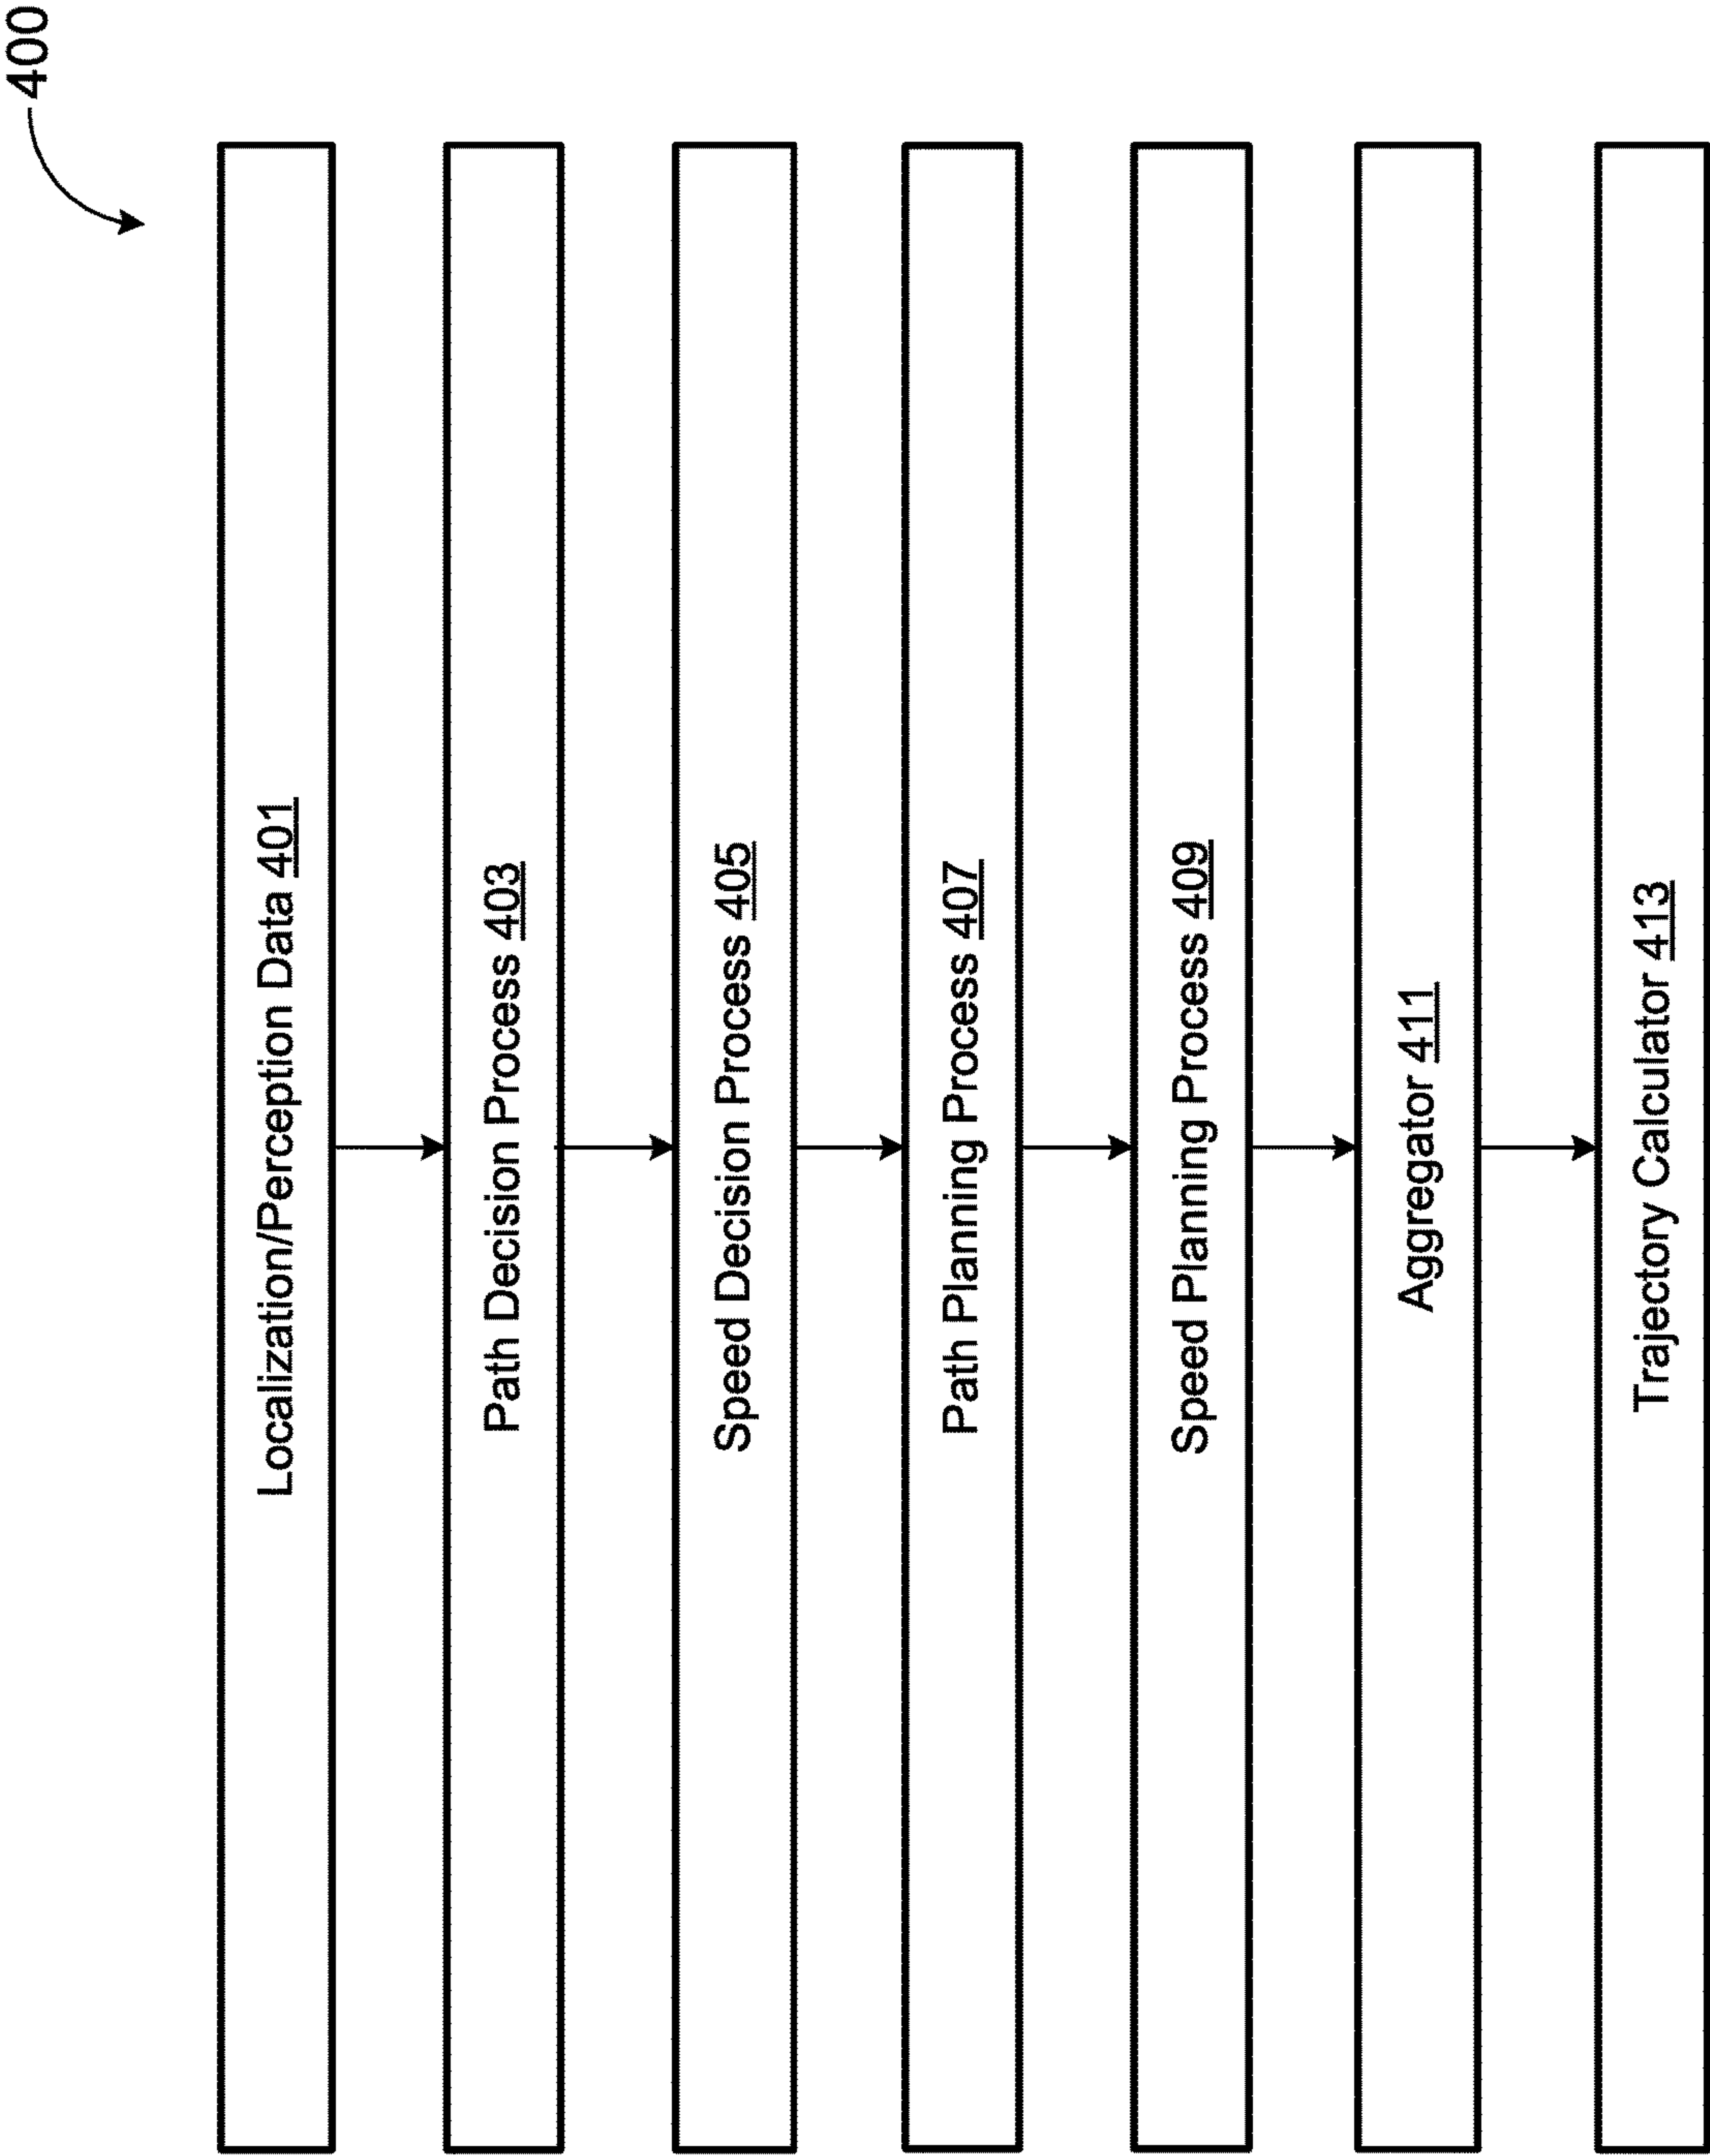 400
Localization/Perception Data 401
Path Decision Process 403
Speed Decision Process 405
Path Planning Process 407
Speed Planning Process 409
Aggregator 411
Trajectory Calculator 413